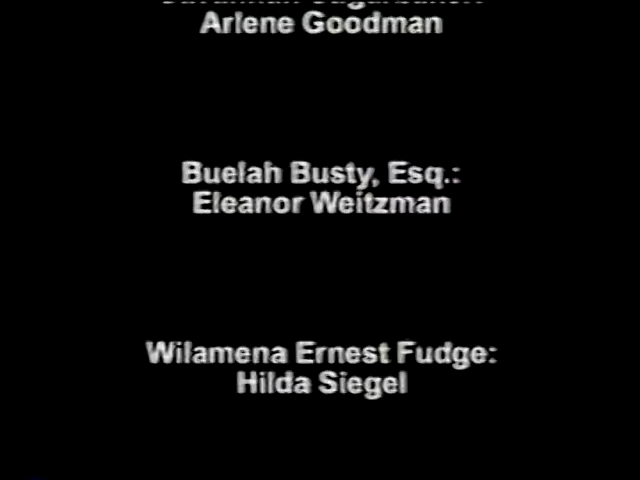 Arlene Goodman
Buelah Busty, Esq.:
Eleanor Weitzman
Wilamena Ernest Fudge:
Hilda Siegel